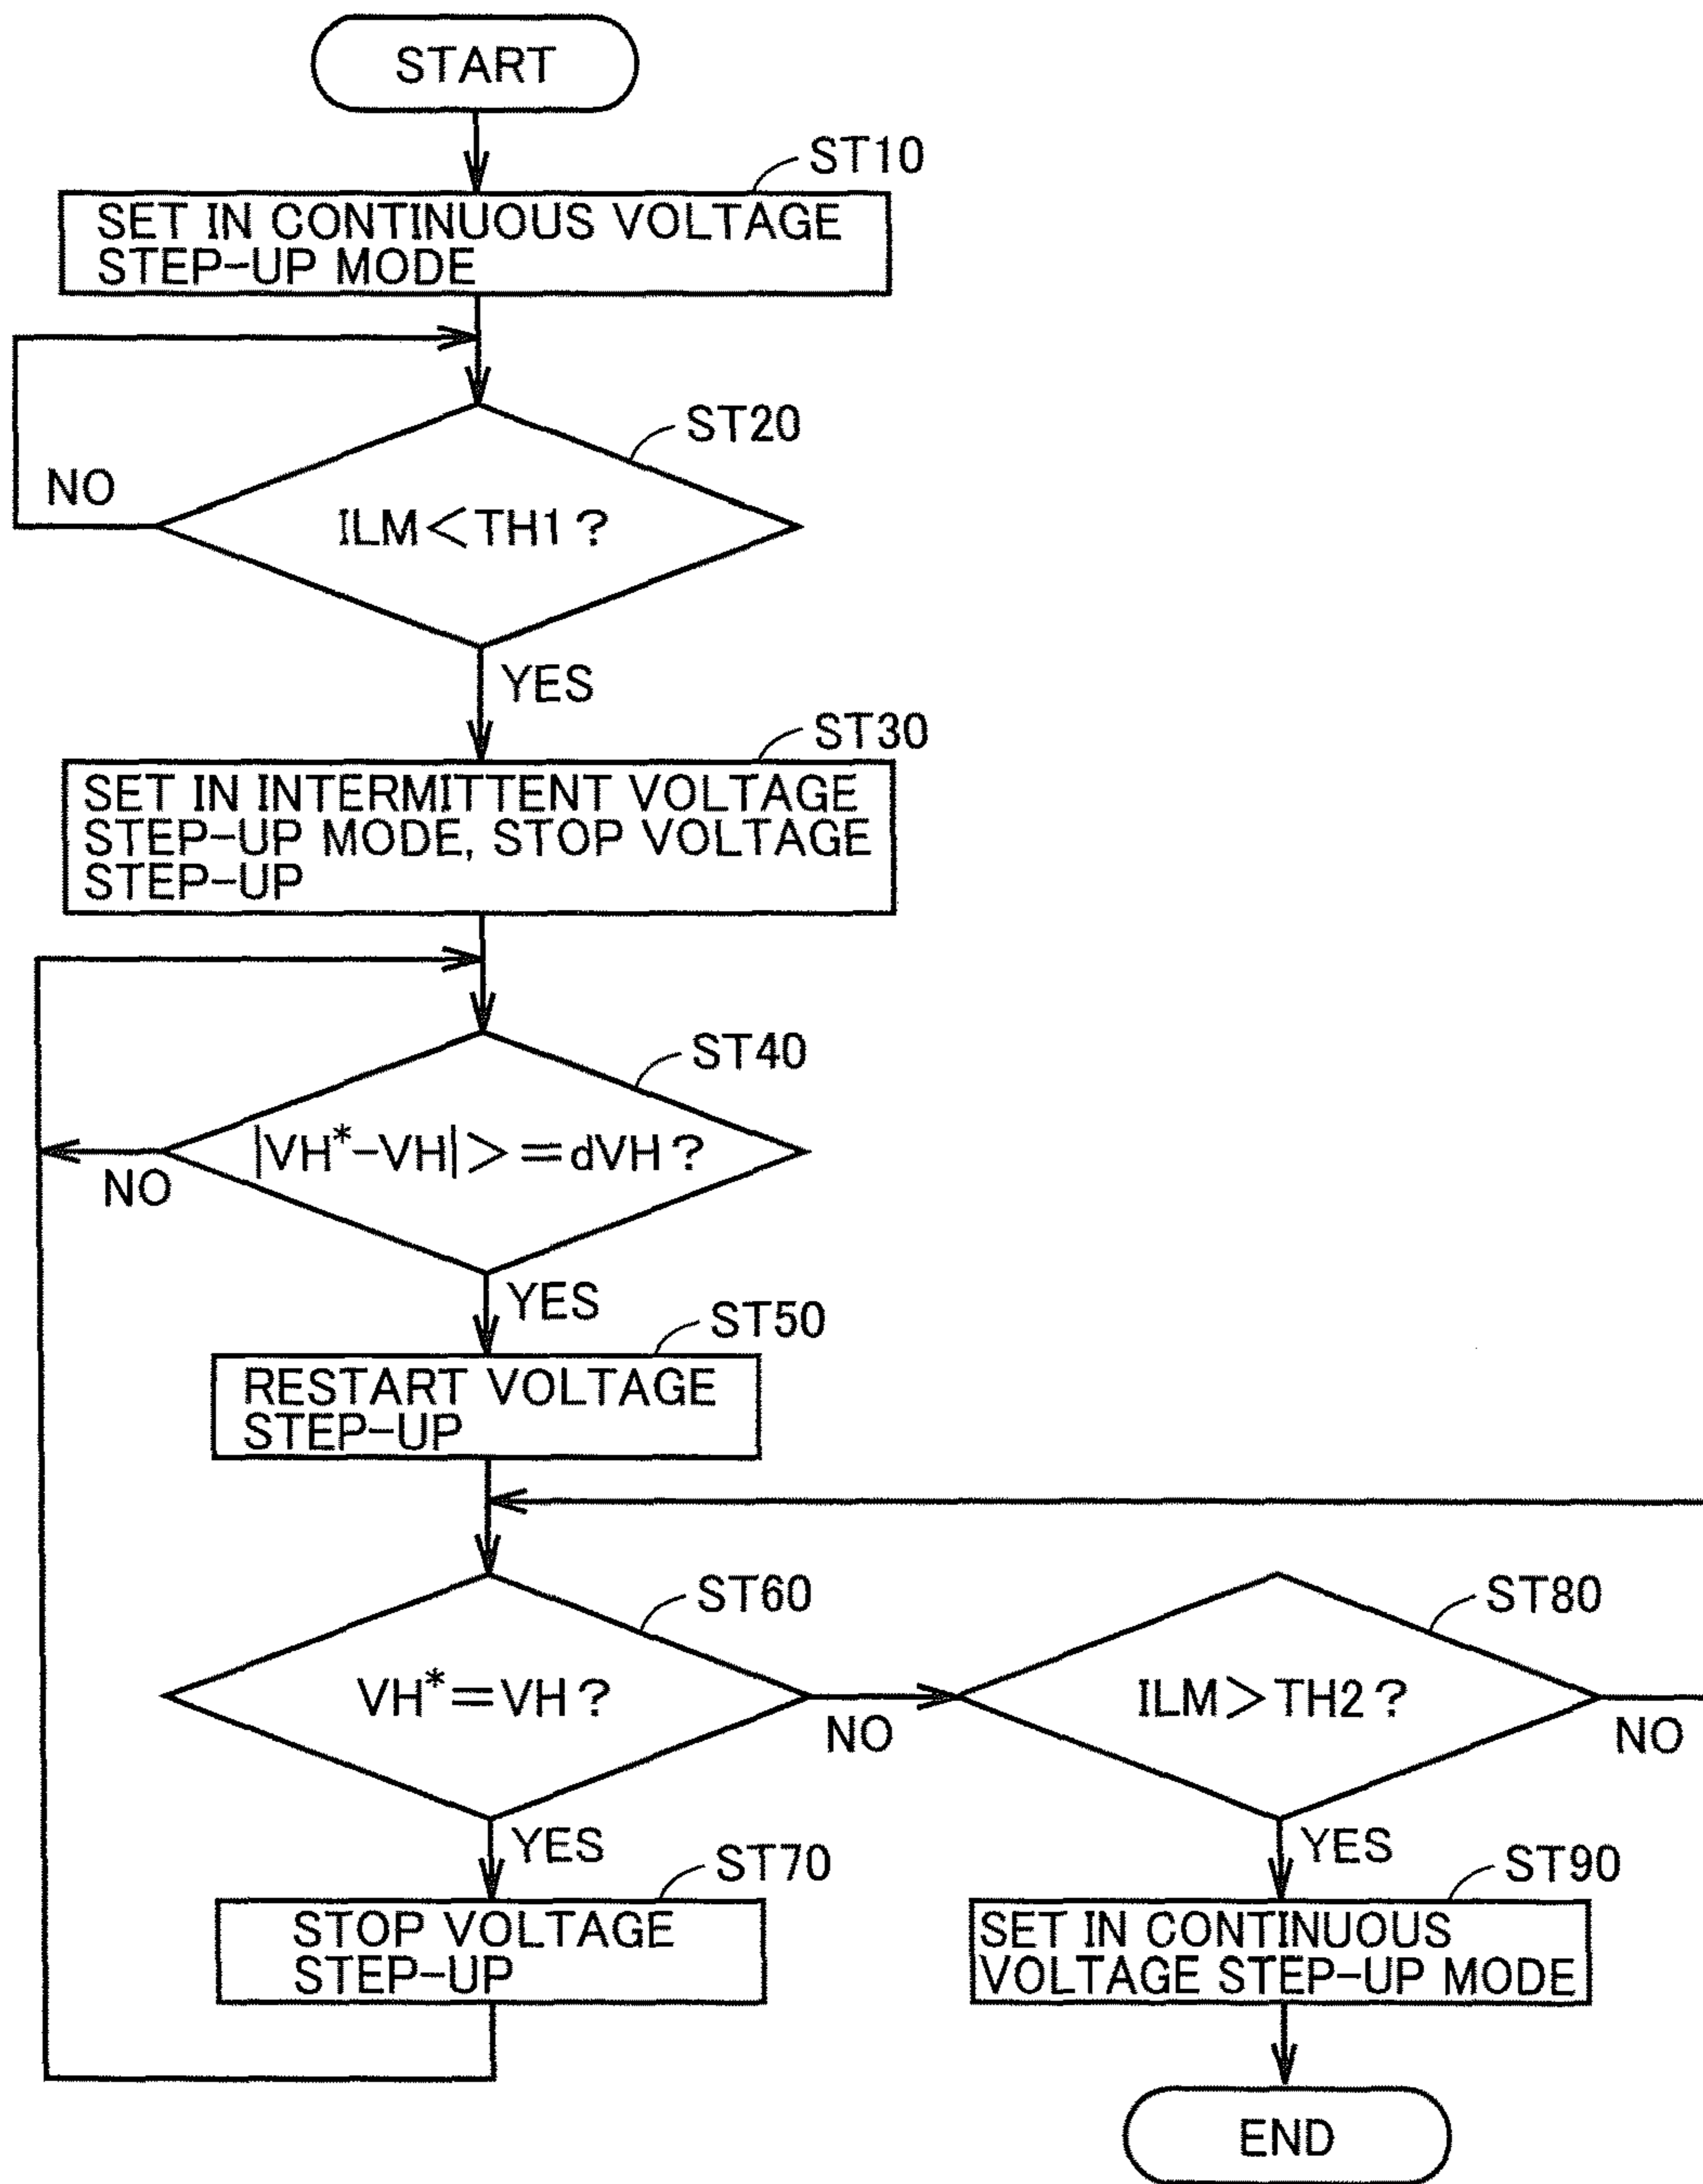 START
ST10
SET IN CONTINUOUS VOLTAGE
STEP-UP MODE
ST20
NO
ILM<TH1?
YES
ST30
SET IN INTERMITTENT VOLTAGE
STEP-UP MODE, STOP VOLTAGE
STEP-UP
ST40
|VH*-VH|>=dVH?
NO
YES
ST50
RESTART VOLTAGE
STEP-UP
ST60
ST80
VH*=VH?
NO
ILM>TH2?
NO
YES
YES
ST70
ST90
STOP VOLTAGE
STEP-UP
SET IN CONTINUOUS
VOLTAGE STEP-UP MODE
END